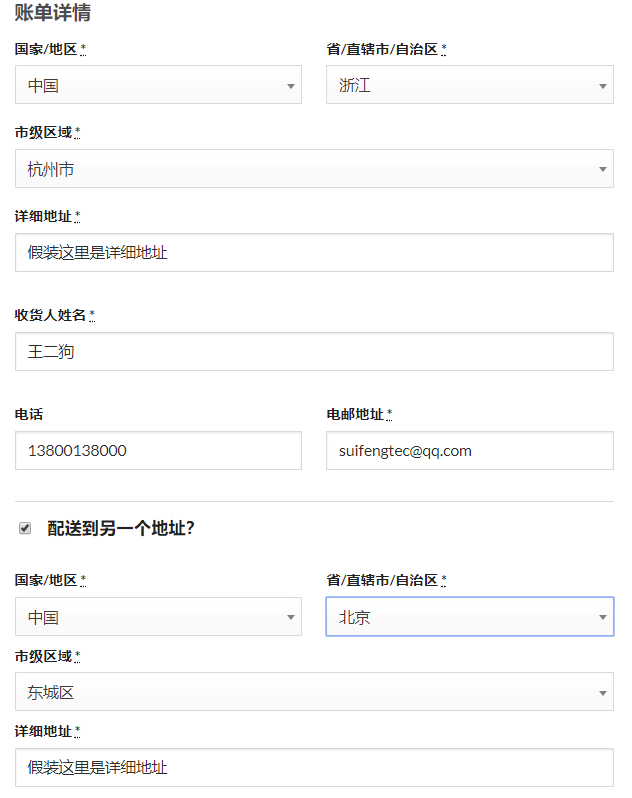 账单详情
国家/地区 * 省/直辖市/自治区 *
中国 浙江
市级区域 *
杭州市
详细地址 *
假装这里是详细地址
收货人姓名 *
王二狗
电话 电邮地址 *
13800138000 suifengtec@qq.com
配送到另一个地址？
国家/地区 * 省/直辖市/自治区 *
中国 北京
市级区域 *
东城区
详细地址 *
假装这里是详细地址